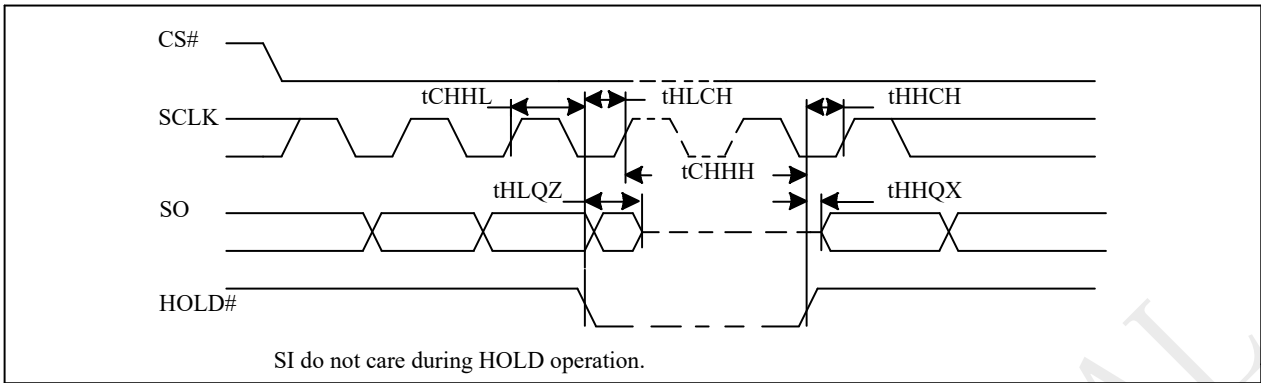 CS#
tCHHL
tHLCH
tHHCH
SCLK
tCHHH
tHLQZ
tHHQX
SO
HOLD#
SI do not care during HOLD operation.